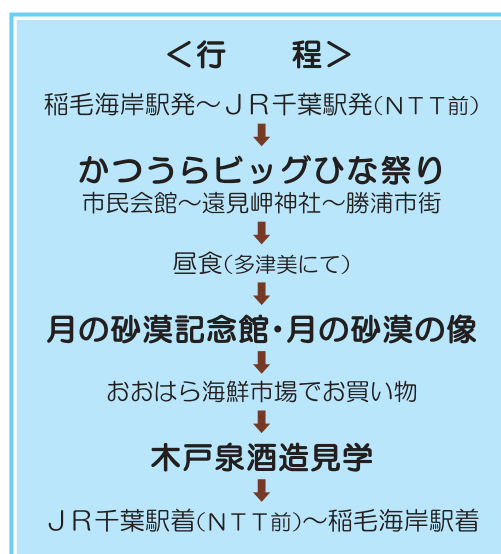 ＜行　　程＞
稲毛海岸駅発～ＪＲ千葉駅発(ＮＴＴ前)
かつうらビッグひな祭り
市民会館～遠見岬神社～勝浦市街
昼食(多津美にて)
月の砂漠記念館・月の砂漠の像
おおはら海鮮市場でお買い物
木戸泉酒造見学
ＪＲ千葉駅着(ＮＴＴ前)～稲毛海岸駅着